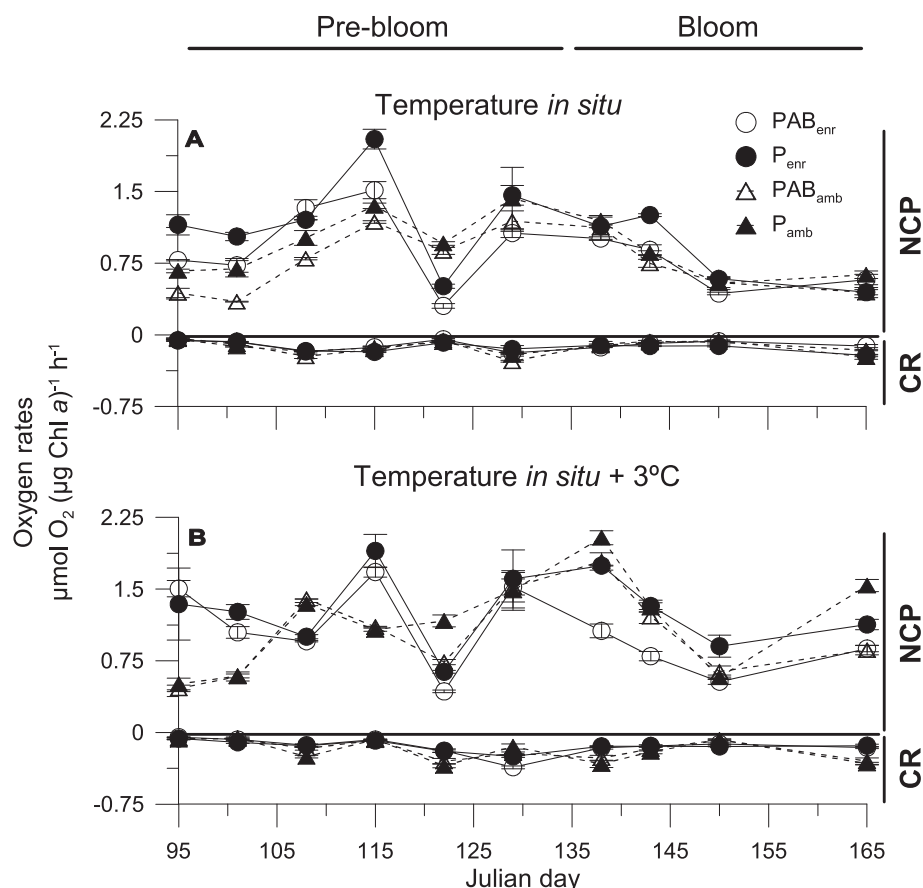 Pre-bloom Bloom
Temperature in situ
A
PABenr
Penr
PABamb
Pamb
2.25
1.5
0.75
0
-0.75
NCP
CR
Oxygen rates
µmol O2 (µg Chl a)-1 h-1
Temperature in situ + 3ºC
B
2.25
1.5
0.75
0
-0.75
NCP
CR
95 105 115 125 135 145 155 165
Julian day